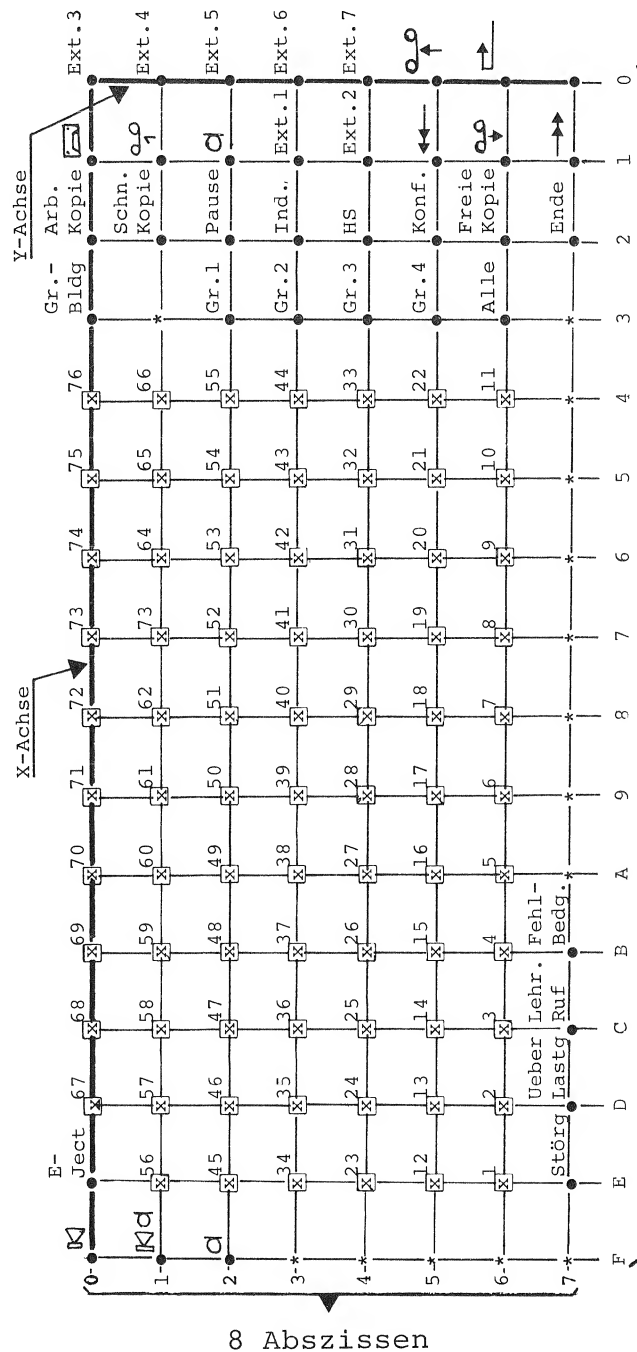 X-Achse Y-Achse
E- Gr.- Arb.
Ject 67 68 69 70 71 72 73 74 75 76 Bldg Kopie Ext.3
0-
Schn.
56 57 58 59 60 61 62 73 64 65 66 Kopie Ext.4
1-
45 46 47 48 49 50 51 52 53 54 55 Gr.1 Pause Ext.5
2-
34 35 36 37 38 39 40 41 42 43 44 Gr.2 Ind. Ext.1 Ext.6
3-
23 24 25 26 27 28 29 30 31 32 33 Gr.3 HS Ext.2 Ext.7
4-
12 13 14 15 16 17 18 19 20 21 22 Gr.4 Konf.
5-
Freie
1 2 3 4 5 6 7 8 9 10 11 Alle Kopie
6-
Ueber Lehr. Fehl-
Störg Lastg Ruf Bedg. Ende
7-
F E D C B A 9 8 7 6 5 4 3 2 1 0
8 Abszissen